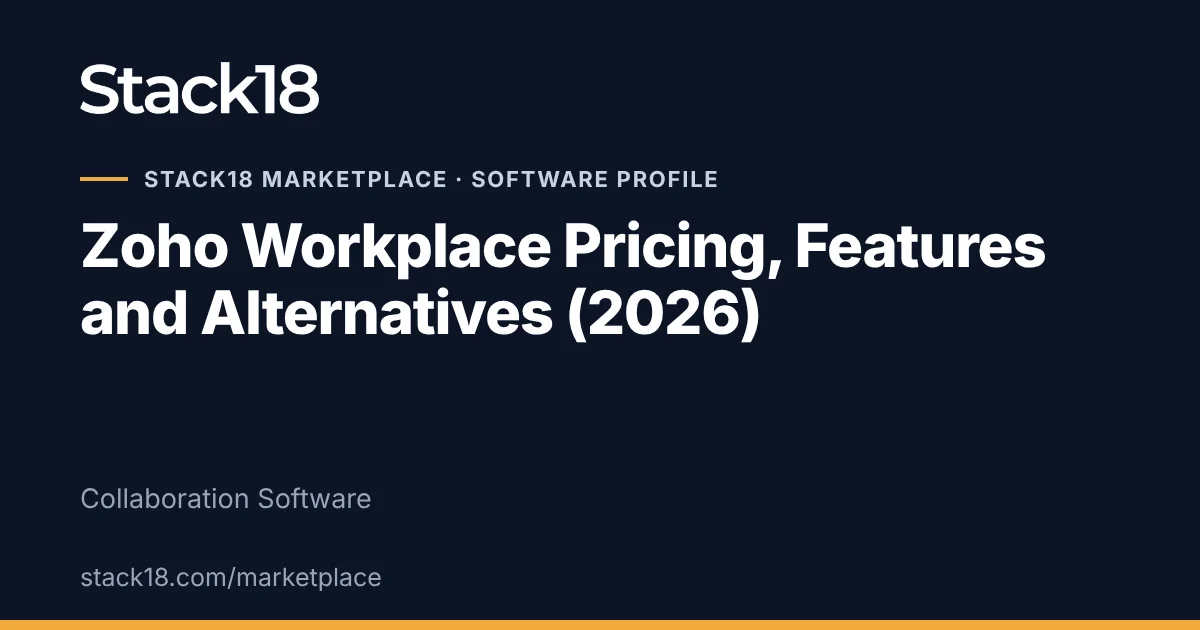 Stack18
STACK18 MARKETPLACE · SOFTWARE PROFILE
Zoho Workplace Pricing, Features
and Alternatives (2026)
Collaboration Software
stack18.com/marketplace